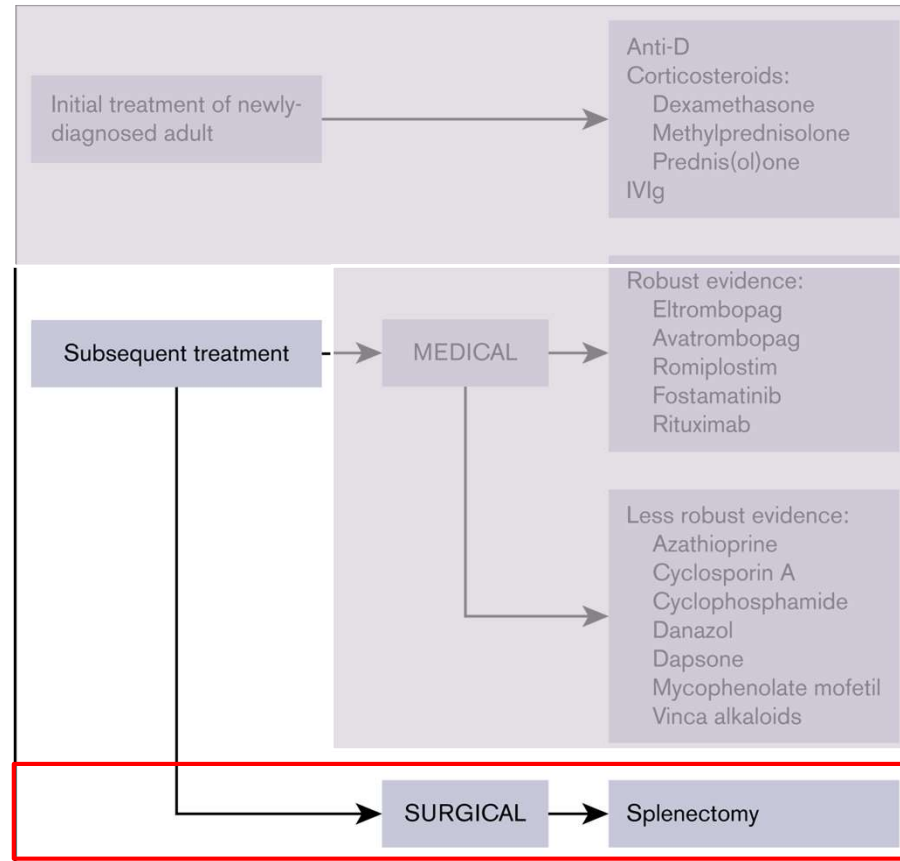 Initial treatment of newly-
diagnosed adult
Anti-D
Corticosteroids:
Dexamethasone
Methylprednisolone
Prednis(ol)one
IVIg
Subsequent treatment
MEDICAL
Robust evidence:
Eltrombopag
Avatrombopag
Romiplostim
Fostamatinib
Rituximab
Less robust evidence:
Azathioprine
Cyclosporin A
Cyclophosphamide
Danazol
Dapsone
Mycophenolate mofetil
Vinca alkaloids
SURGICAL
Splenectomy